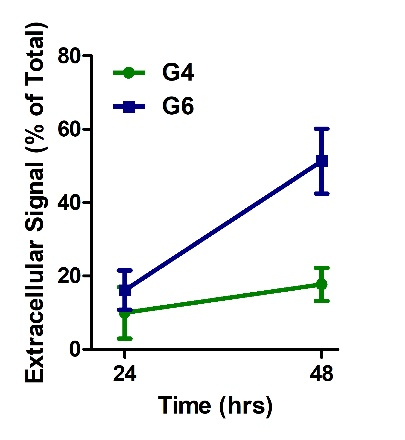 Extracellular Signal (% of Total)
80
60
40
20
0
G4
G6
24
48
Time (hrs)